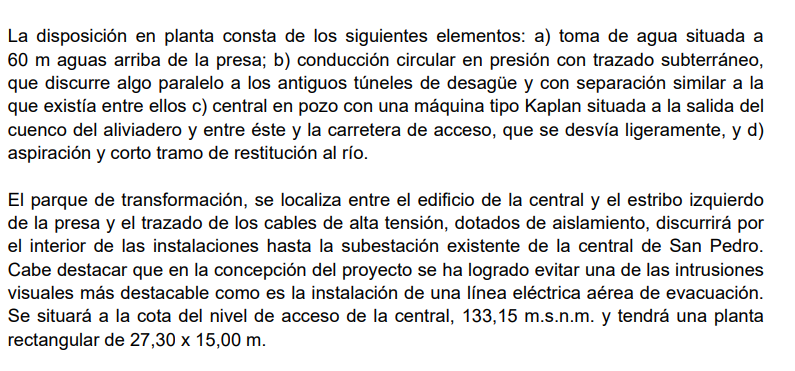 La disposición en planta consta de los siguientes elementos: a) toma de agua situada a
60 m aguas arriba de la presa; b) conducción circular en presión con trazado subterráneo,
que discurre algo paralelo a los antiguos túneles de desagüe y con separación similar a la
que existía entre ellos c) central en pozo con una máquina tipo Kaplan situada a la salida del
cuenco del aliviadero y entre éste y la carretera de acceso, que se desvía ligeramente, y d)
aspiración y corto tramo de restitución al río.
El parque de transformación, se localiza entre el edificio de la central y el estribo izquierdo
de la presa y el trazado de los cables de alta tensión, dotados de aislamiento, discurrirá por
el interior de las instalaciones hasta la subestación existente de la central de San Pedro.
Cabe destacar que en la concepción del proyecto se ha logrado evitar una de las intrusiones
visuales más destacable como es la instalación de una línea eléctrica aérea de evacuación.
Se situará a la cota del nivel de acceso de la central, 133,15 m.s.n.m. y tendrá una planta
rectangular de 27,30 x 15,00 m.